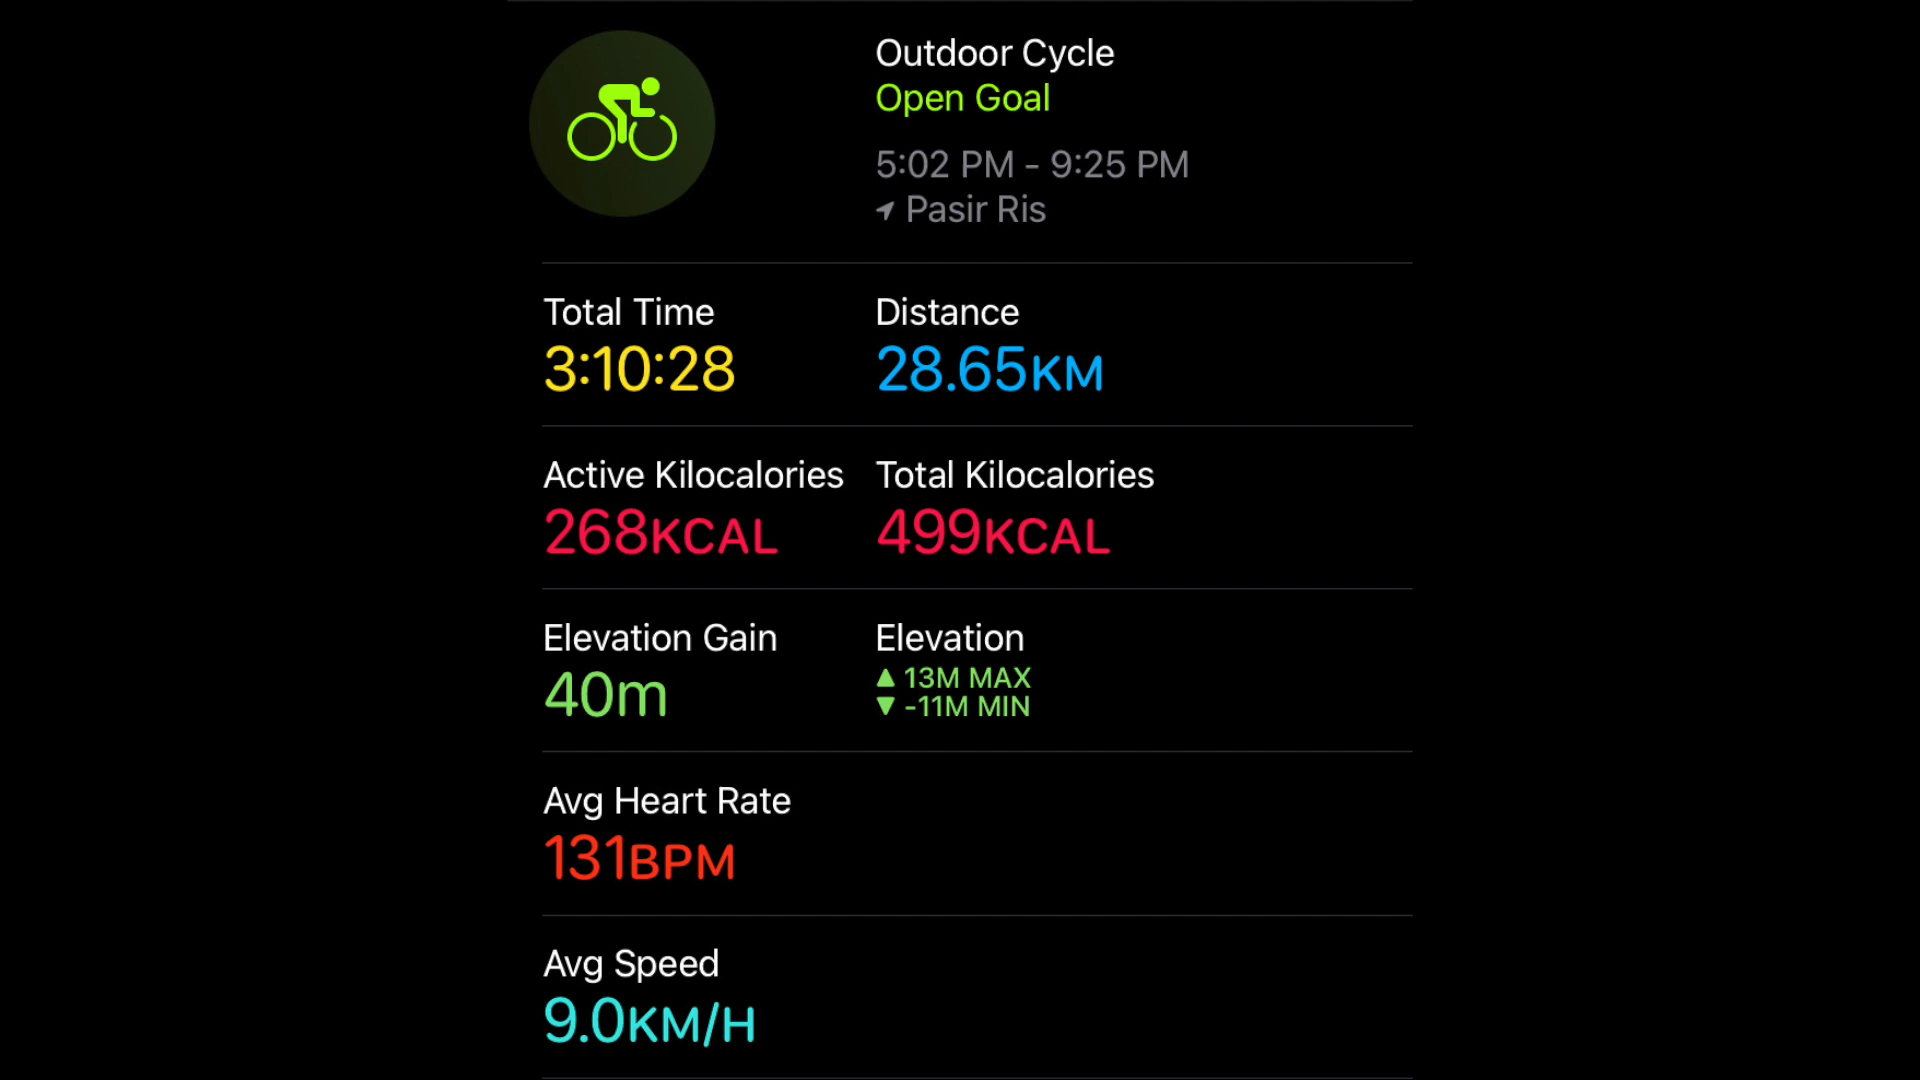 Outdoor Cycle
Open Goal
5:02 PM - 9:25 PM
Pasir Ris
Total Time
3:10:28
Distance
28.65KM
Active Kilocalories
268KCAL
Total Kilocalories
499KCAL
Elevation Gain
40m
Elevation
▲ 13M MAX
▼ -11M MIN
Avg Heart Rate
131BPM
Avg Speed
9.0KM/H